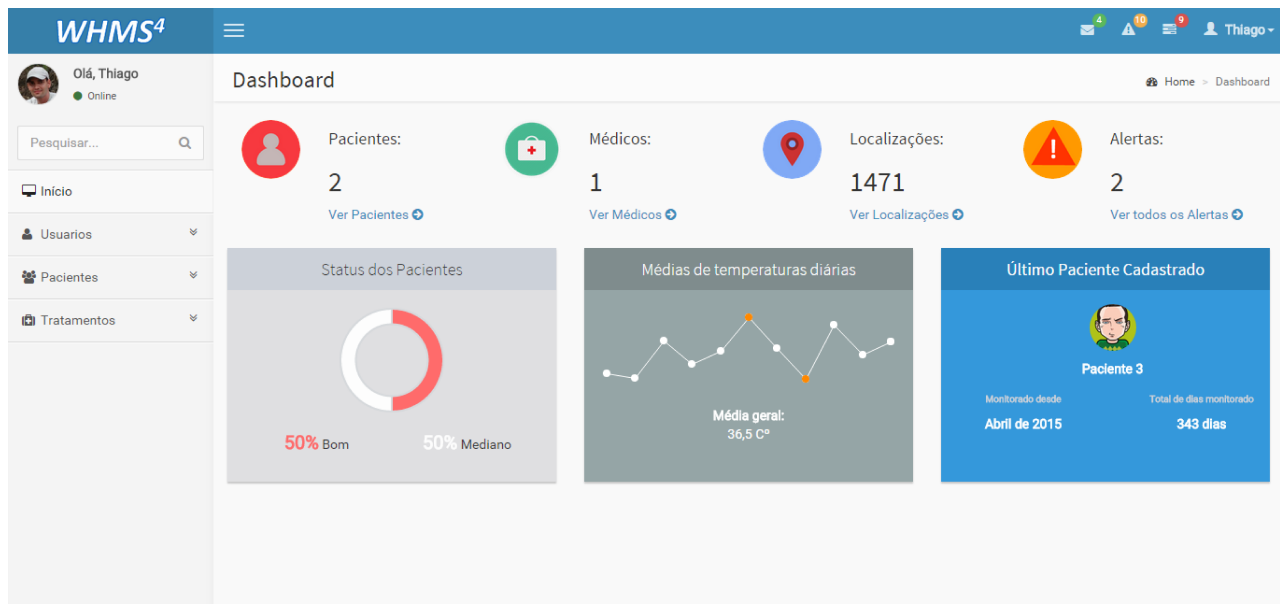 WHMS⁴
4
10
9
Thiago
Olá, Thiago
Online
Pesquisar...
Início
Usuarios
Pacientes
Tratamentos
Dashboard
Home > Dashboard
Pacientes:
2
Ver Pacientes
Médicos:
1
Ver Médicos
Localizações:
1471
Ver Localizações
Alertas:
2
Ver todos os Alertas
Status dos Pacientes
50% Bom
50% Mediano
Médias de temperaturas diárias
Média geral:
36,5 Cº
Último Paciente Cadastrado
Paciente 3
Monitorado desde
Abril de 2015
Total de dias monitorado
343 dias